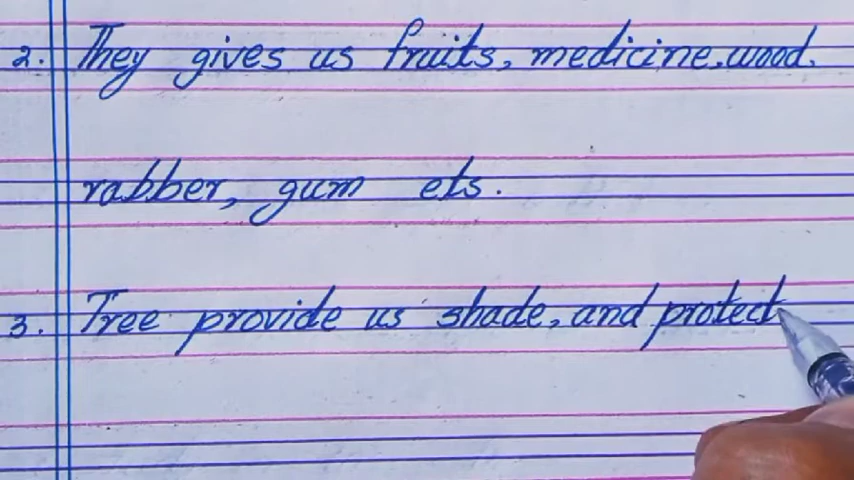 2. They gives us fruits, medicine, wood.
rabber, gum ets.
3. Tree provide us shade, and protect